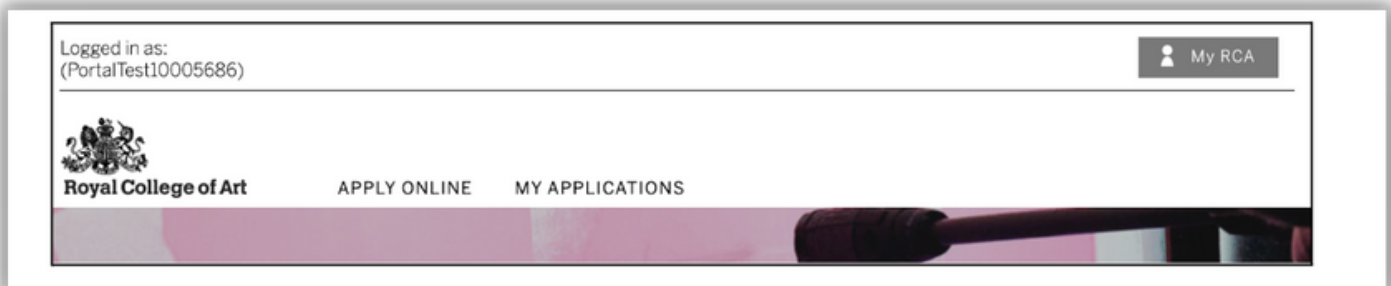 Logged in as:
(PortalTest10005686)
My RCA
Royal College of Art
APPLY ONLINE
MY APPLICATIONS